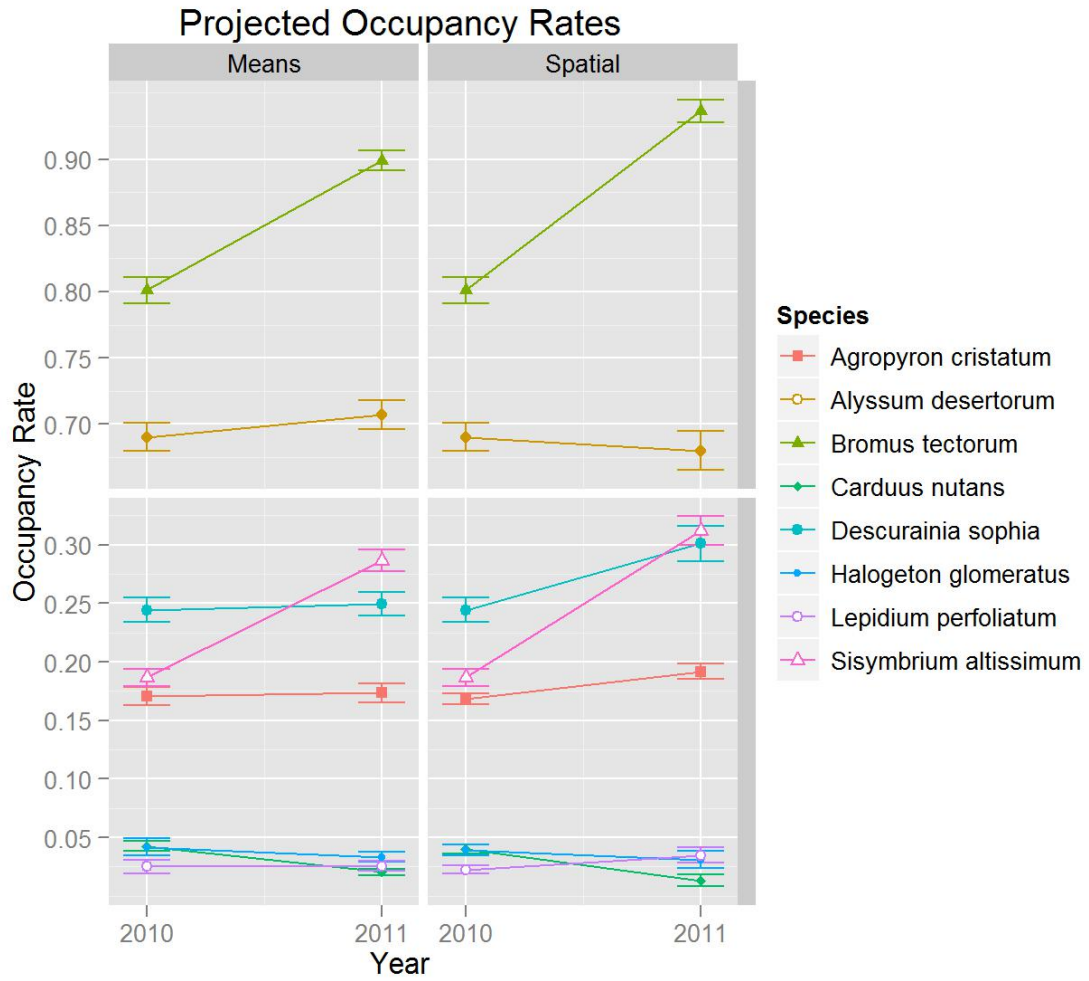 Projected Occupancy Rates
Means
Spatial
0.90
0.85
0.80
0.75
0.70
0.30
0.25
0.20
0.15
0.10
0.05
Occupancy Rate
2010
2011
2010
2011
Year
Species
Agropyron cristatum
Alyssum desertorum
Bromus tectorum
Carduus nutans
Descurainia sophia
Halogeton glomeratus
Lepidium perfoliatum
Sisymbrium altissimum